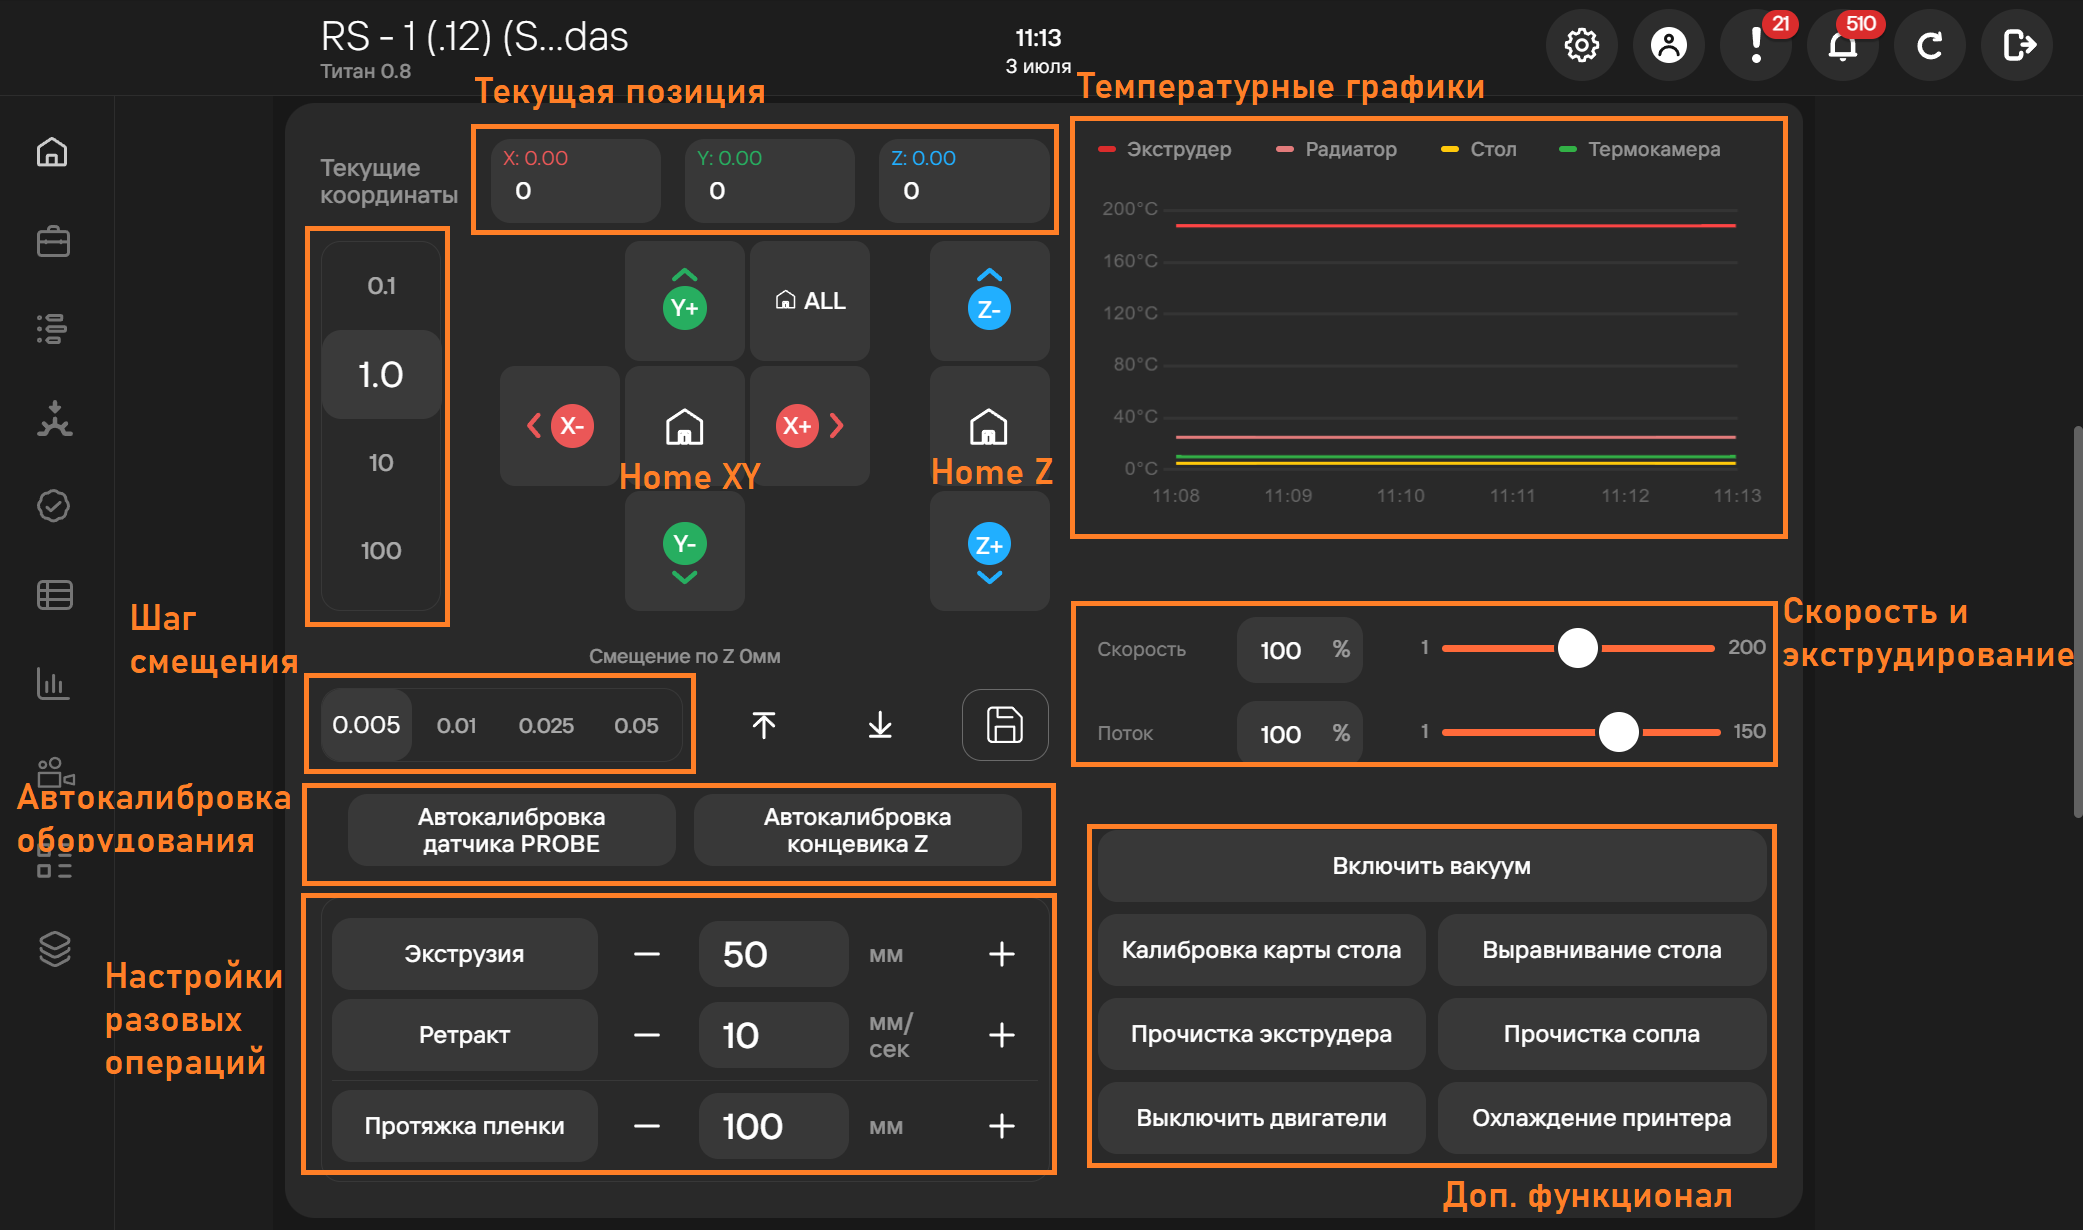 RS - 1 (.12) (S...das
Титан 0.8
11:13
3 июля
21
510
Текущая позиция
Температурные графики
Текущие
координаты
X: 0.00
0
Y: 0.00
0
Z: 0.00
0
0.1
1.0
10
100
Y+
ALL
Z-
X-
X+
Home XY
Home Z
Y-
Z+
Экструдер
Радиатор
Стол
Термокамера
200°C
160°C
120°C
80°C
40°C
0°C
11:08
11:09
11:10
11:11
11:12
11:13
Шаг
смещения
Смещение по Z 0мм
0.005
0.01
0.025
0.05
Скорость
100 %
1
200
Поток
100 %
1
150
Скорость и
экструдирование
Автокалибровка
оборудования
Автокалибровка
датчика PROBE
Автокалибровка
концевика Z
Настройки
разовых
операций
Экструзия
— 50 мм +
Ретракт
— 10 мм/
сек +
Протяжка пленки
— 100 мм +
Включить вакуум
Калибровка карты стола
Выравнивание стола
Прочистка экструдера
Прочистка сопла
Выключить двигатели
Охлаждение принтера
Доп. функционал